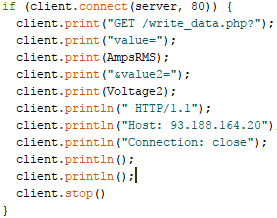 if (client.connect(server, 80)) {
client.print("GET /write_data.php?");
client.print("value=");
client.print(AmpsRMS);
client.print("&value2=");
client.print(Voltage2);
client.println(" HTTP/1.1");
client.println("Host: 93.188.164.20")
client.println("Connection: close");
client.println();
client.println();
client.stop()
}